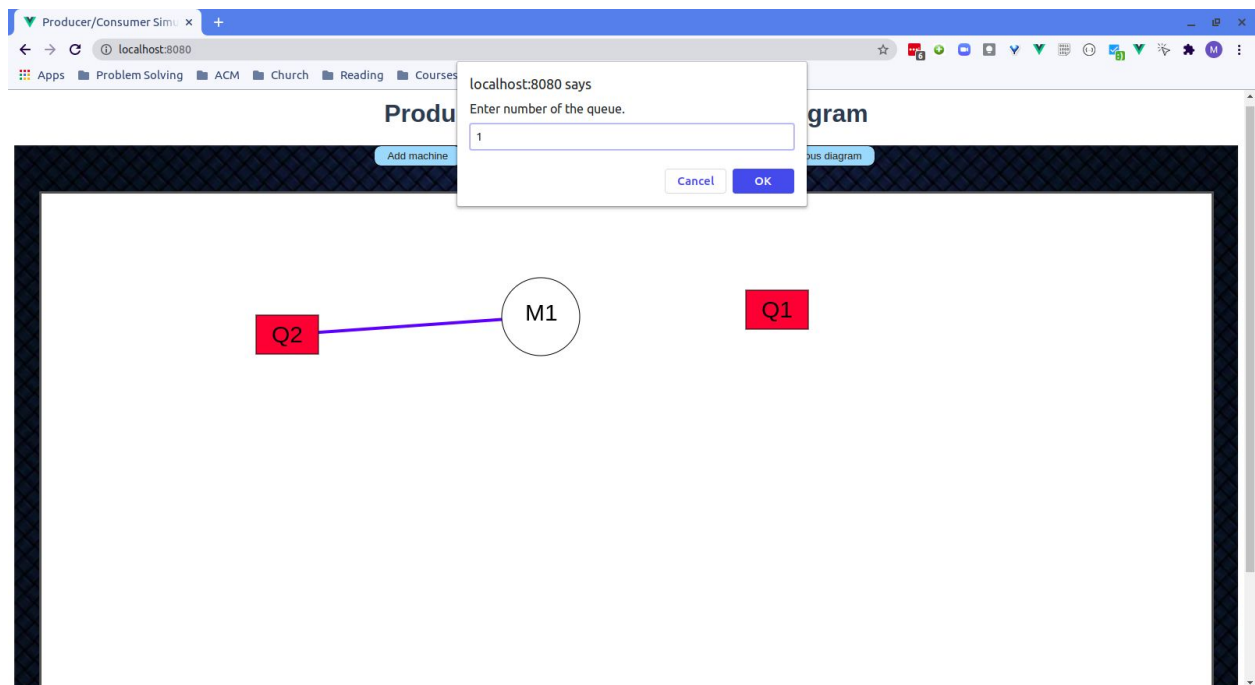 Producer/Consumer Simu
localhost:8080
Apps Problem Solving ACM Church Reading Courses
localhost:8080 says
Enter number of the queue.
1
Cancel OK
Produ gram
Add machine ous diagram
M1
Q1
Q2